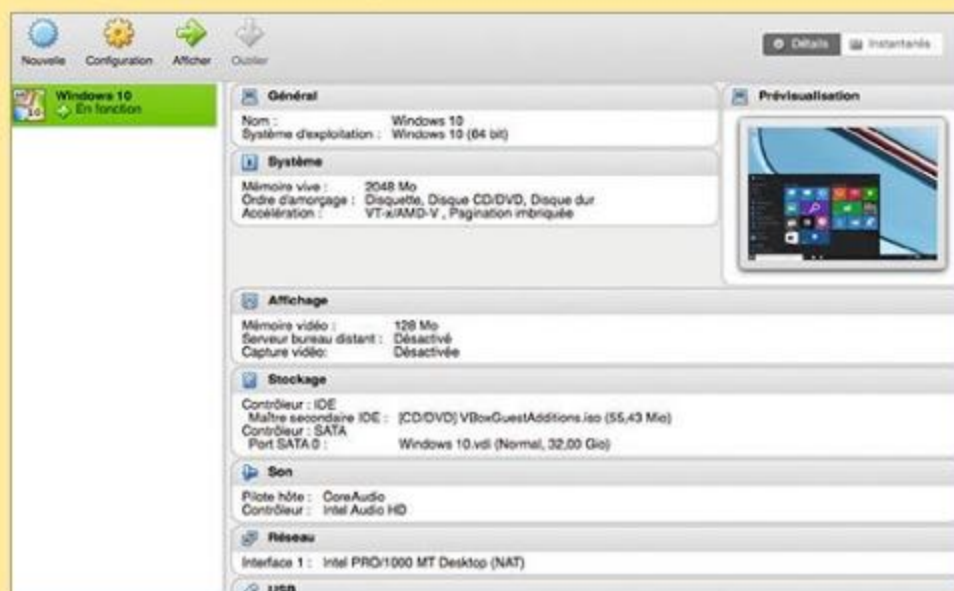 Nouvelle Configuration Afficher Oublier
Détails Instantanés
Windows 10
En fonction
10
Général
Nom : Windows 10
Système d'exploitation : Windows 10 (64 bit)
Système
Mémoire vive : 2048 Mo
Ordre d'amorçage : Disquette, Disque CD/DVD, Disque dur
Accélération : VT-x/AMD-V , Pagination imbriquée
Prévisualisation
Affichage
Mémoire vidéo : 128 Mo
Serveur bureau distant : Désactivé
Capture vidéo: Désactivée
Stockage
Contrôleur : IDE
Maître secondaire IDE : [CD/DVD] VBoxGuestAdditions.iso (55,43 Mio)
Contrôleur : SATA
Port SATA 0 : Windows 10.vdi (Normal, 32,00 Gio)
Son
Pilote hôte : CoreAudio
Contrôleur : Intel Audio HD
Réseau
Interface 1 : Intel PRO/1000 MT Desktop (NAT)
USB